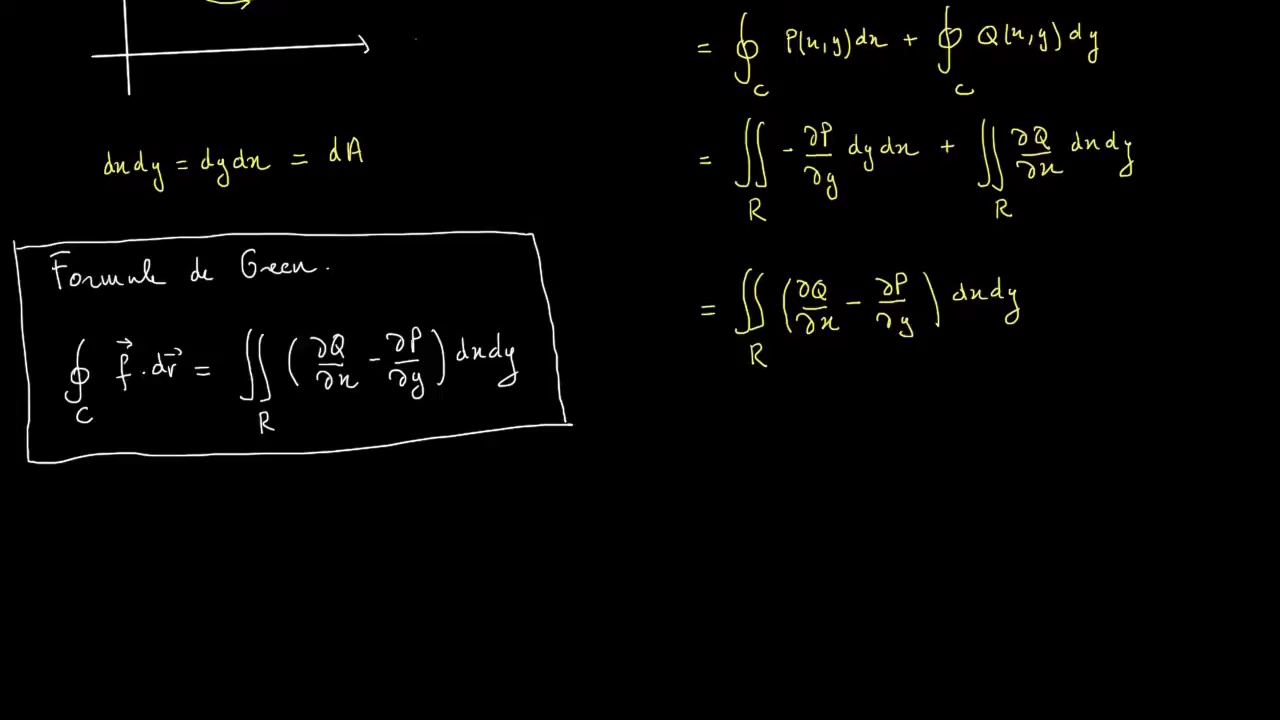 dxdy = dydx = dA
Formule de Green.
∮_C f⃗ · dr⃗ = ∬_R (∂Q/∂x − ∂P/∂y) dxdy
= ∮_C P(x,y)dx + ∮_C Q(x,y)dy
= ∬_R −∂P/∂y dydx + ∬_R ∂Q/∂x dxdy
= ∬_R (∂Q/∂x − ∂P/∂y) dxdy